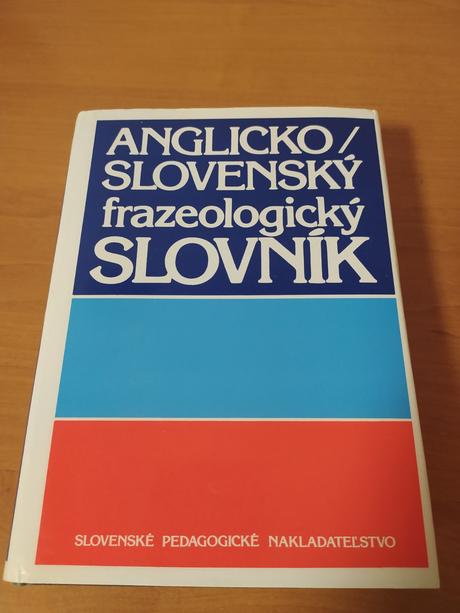 ANGLICKO/
SLOVENSKÝ
frazeologický
SLOVNÍK
SLOVENSKÉ PEDAGOGICKÉ NAKLADATEĽSTVO